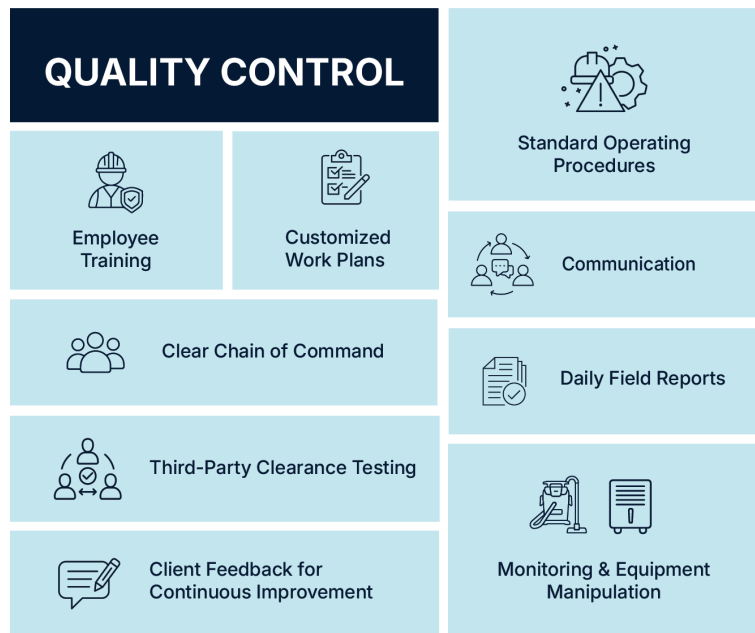 QUALITY CONTROL
Employee
Training
Customized
Work Plans
Clear Chain of Command
Third-Party Clearance Testing
Client Feedback for
Continuous Improvement
Standard Operating
Procedures
Communication
Daily Field Reports
Monitoring & Equipment
Manipulation